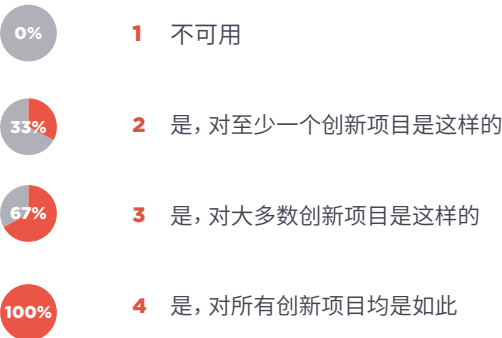 0% 1 不可用
33% 2 是，对至少一个创新项目是这样的
67% 3 是，对大多数创新项目是这样的
100% 4 是，对所有创新项目均是如此